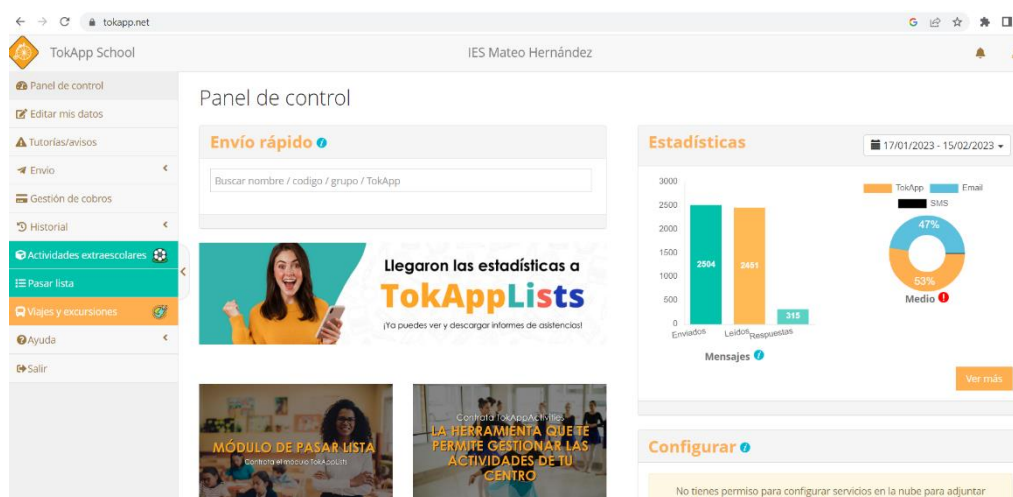 tokapp.net
TokApp School
IES Mateo Hernández
Panel de control
Editar mis datos
Tutorías/avisos
Envío
Gestión de cobros
Historial
Actividades extraescolares
Pasar lista
Viajes y excursiones
Ayuda
Salir
Panel de control
Envío rápido
Buscar nombre / codigo / grupo / TokApp
Llegaron las estadísticas a
TokAppLists
¡Ya puedes ver y descargar informes de asistencias!
MÓDULO DE PASAR LISTA
Contrata el módulo TokAppLists
Contrata TokAppActivities
LA HERRAMIENTA QUE TE
PERMITE GESTIONAR LAS
ACTIVIDADES DE TU
CENTRO
Estadísticas
17/01/2023 - 15/02/2023
3000
2500
2000
1500
1000
500
0
2504
2451
315
Enviados
Leídos
Respuestas
Mensajes
TokApp
Email
SMS
47%
53%
Medio
Ver más
Configurar
No tienes permiso para configurar servicios en la nube para adjuntar